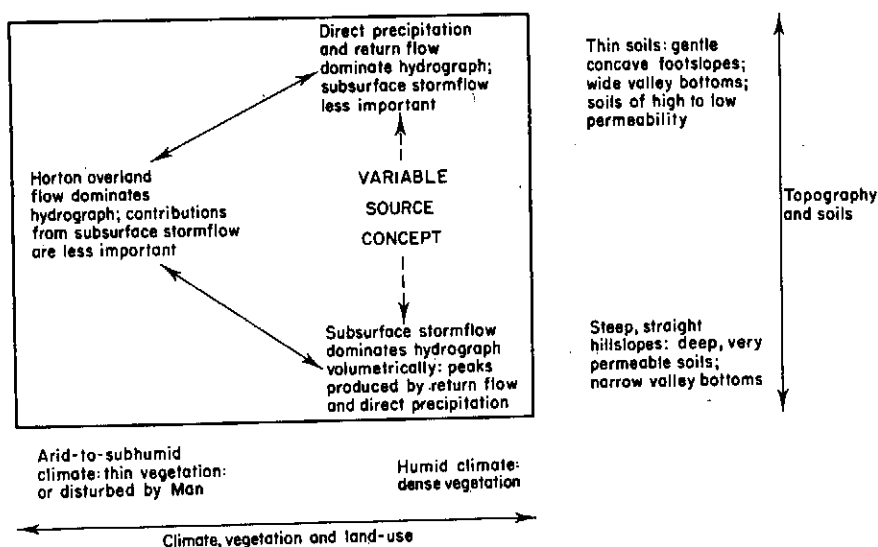 Direct precipitation
and return flow
dominate hydrograph;
subsurface stormflow
less important
Thin soils: gentle
concave footslopes;
wide valley bottoms;
soils of high to low
permeability
Horton overland
flow dominates
hydrograph; contributions
from subsurface stormflow
are less important
VARIABLE
SOURCE
CONCEPT
Topography
and soils
Subsurface stormflow
dominates hydrograph
volumetrically: peaks
produced by return flow
and direct precipitation
Steep, straight
hillslopes: deep, very
permeable soils;
narrow valley bottoms
Arid-to-subhumid
climate: thin vegetation:
or disturbed by Man
Humid climate:
dense vegetation
Climate, vegetation and land-use